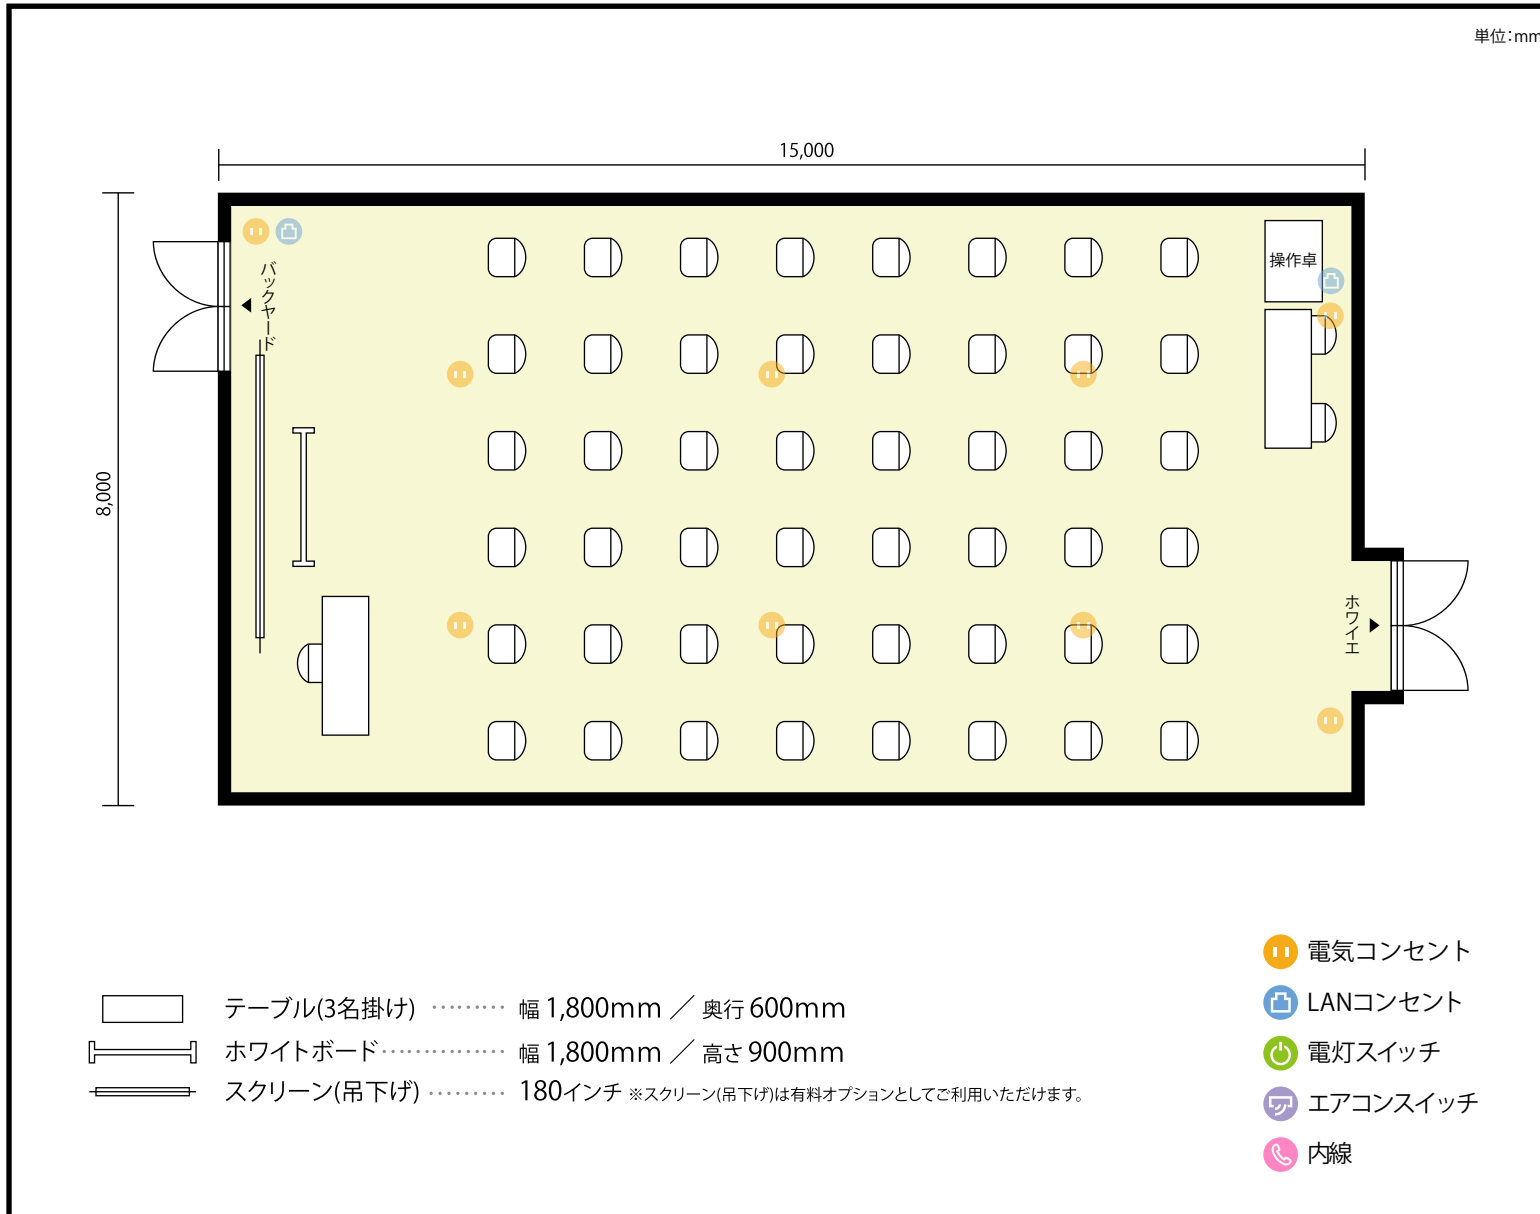 単位:mm
15,000
8,000
バックヤード
操作卓
ホワイエ
テーブル(3名掛け) ········· 幅 1,800mm ／ 奥行 600mm
ホワイトボード··············· 幅 1,800mm ／ 高さ 900mm
スクリーン(吊下げ) ········· 180インチ ※スクリーン(吊下げ)は有料オプションとしてご利用いただけます。
電気コンセント
LANコンセント
電灯スイッチ
エアコンスイッチ
内線